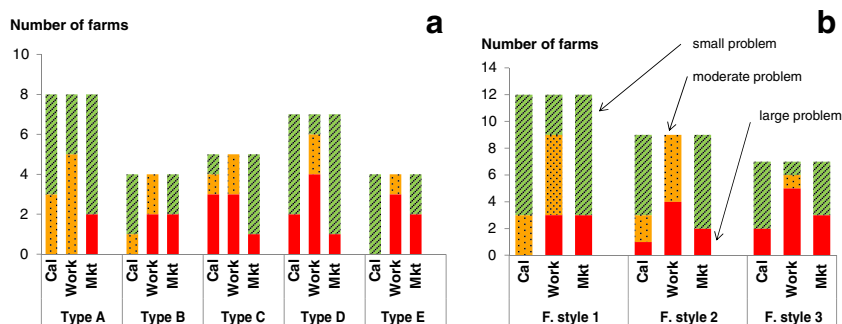 Number of farms
a
10
8
6
4
2
0
Cal Work Mkt Cal Work Mkt Cal Work Mkt Cal Work Mkt Cal Work Mkt
Type A Type B Type C Type D Type E
b
Number of farms
small problem
moderate problem
large problem
14
12
10
8
6
4
2
0
Cal Work Mkt Cal Work Mkt Cal Work Mkt
F. style 1 F. style 2 F. style 3